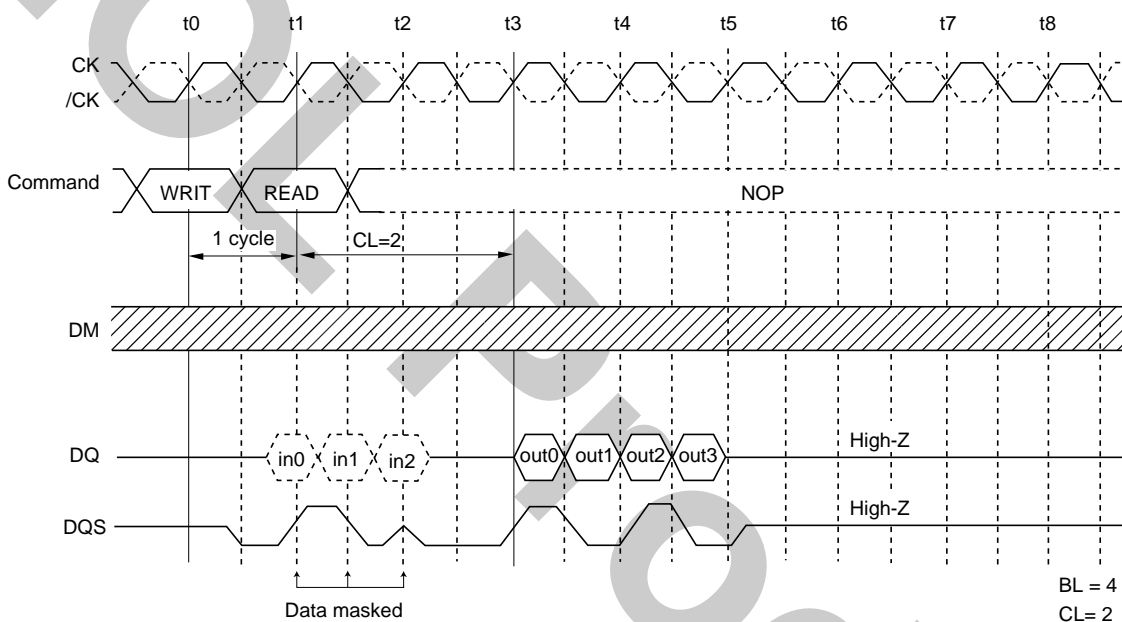 t0 t1 t2 t3 t4 t5 t6 t7 t8
CK
/CK
Command WRIT READ NOP
1 cycle CL=2
DM
DQ in0 in1 in2 out0 out1 out2 out3 High-Z
DQS High-Z
Data masked
BL = 4
CL= 2